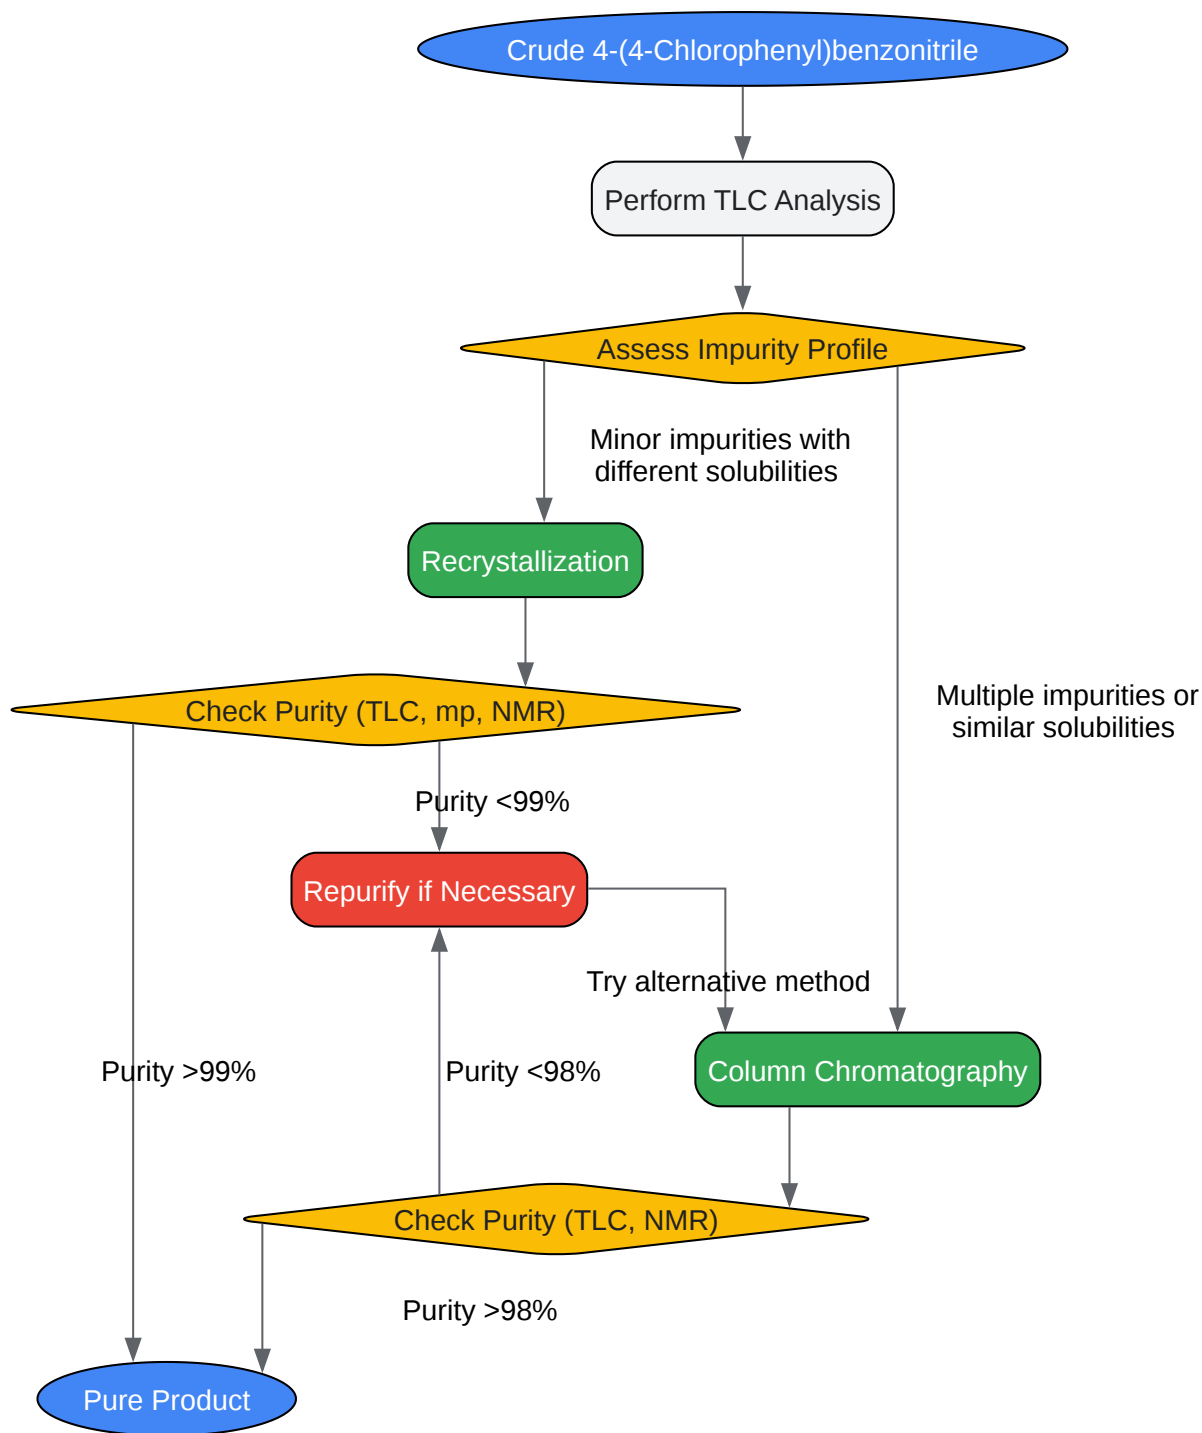 Crude 4-(4-Chlorophenyl)benzonitrile
Perform TLC Analysis
Assess Impurity Profile
Minor impurities with
different solubilities
Recrystallization
Multiple impurities or
similar solubilities
Check Purity (TLC, mp, NMR)
Purity <99%
Repurify if Necessary
Try alternative method
Purity >99%
Purity <98%
Column Chromatography
Check Purity (TLC, NMR)
Purity >98%
Pure Product